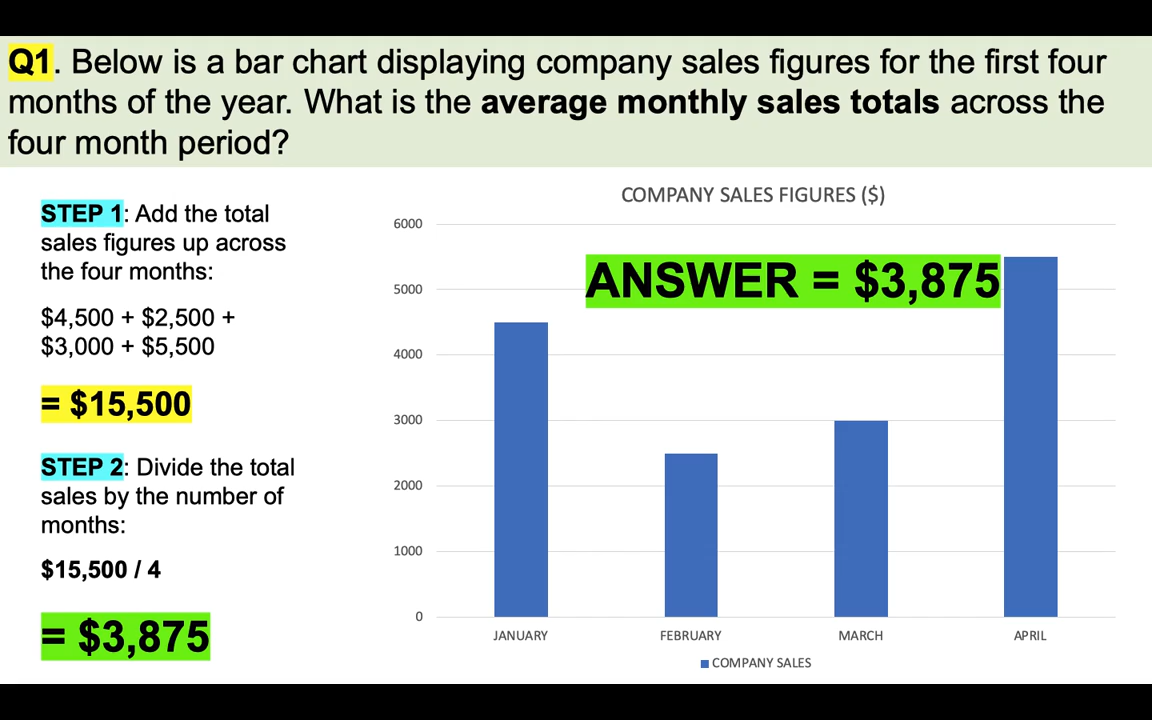 Q1. Below is a bar chart displaying company sales figures for the first four
months of the year. What is the average monthly sales totals across the
four month period?
STEP 1: Add the total
sales figures up across
the four months:
$4,500 + $2,500 +
$3,000 + $5,500
= $15,500
STEP 2: Divide the total
sales by the number of
months:
$15,500 / 4
= $3,875
COMPANY SALES FIGURES ($)
ANSWER = $3,875
6000
5000
4000
3000
2000
1000
0
JANUARY FEBRUARY MARCH APRIL
COMPANY SALES